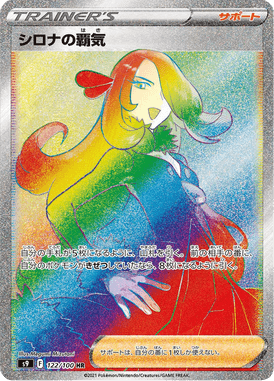 TRAINER'S サポート
シロナの覇気
自分の手札が5枚になるように、山札を引く。前の相手の番に、
自分のポケモンがきぜつしていたなら、8枚になるように引く。
Illus. Megumi Mizutani
S9 F 122/100 HR
サポートは、自分の番に1枚しか使えない。
©2021 Pokémon/Nintendo/Creatures/GAME FREAK.